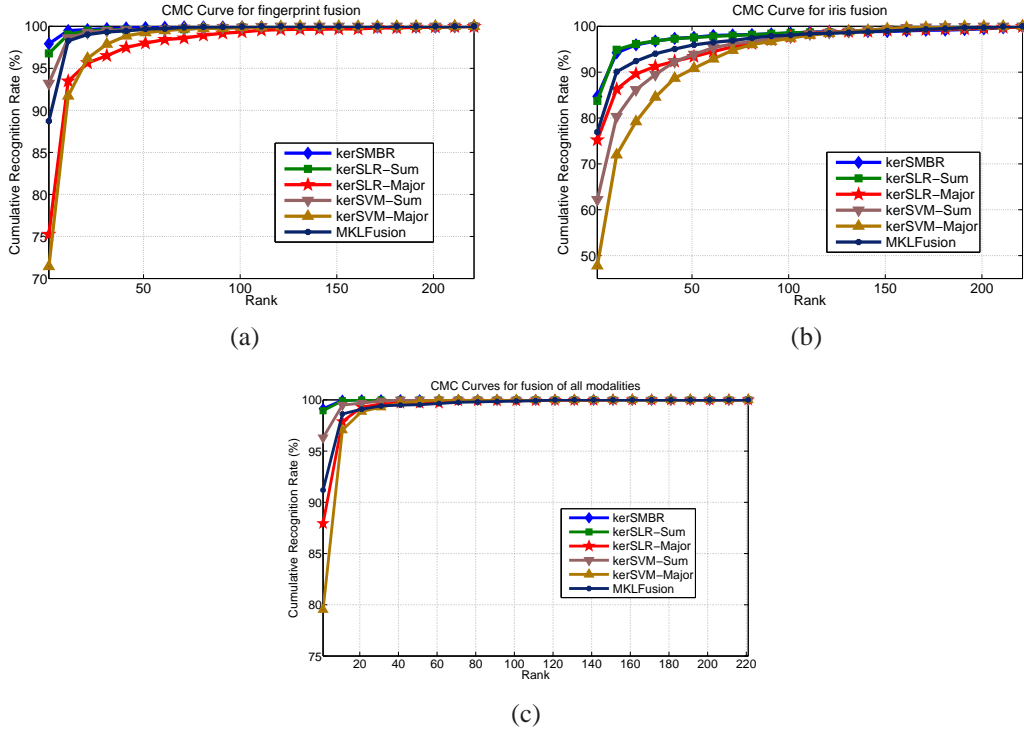 CMC Curve for fingerprint fusion
100
95
90
85
80
75
70
50
100
150
200
Cumulative Recognition Rate (%)
Rank
kerSMBR
kerSLR−Sum
kerSLR−Major
kerSVM−Sum
kerSVM−Major
MKLFusion
(a)
CMC Curve for iris fusion
100
90
80
70
60
50
50
100
150
200
Cumulative Recognition Rate (%)
Rank
kerSMBR
kerSLR−Sum
kerSLR−Major
kerSVM−Sum
kerSVM−Major
MKLFusion
(b)
CMC Curves for fusion of all modalities
100
95
90
85
80
75
20
40
60
80
100
120
140
160
180
200
220
Cumulative Recognition Rate (%)
Rank
kerSMBR
kerSLR−Sum
kerSLR−Major
kerSVM−Sum
kerSVM−Major
MKLFusion
(c)